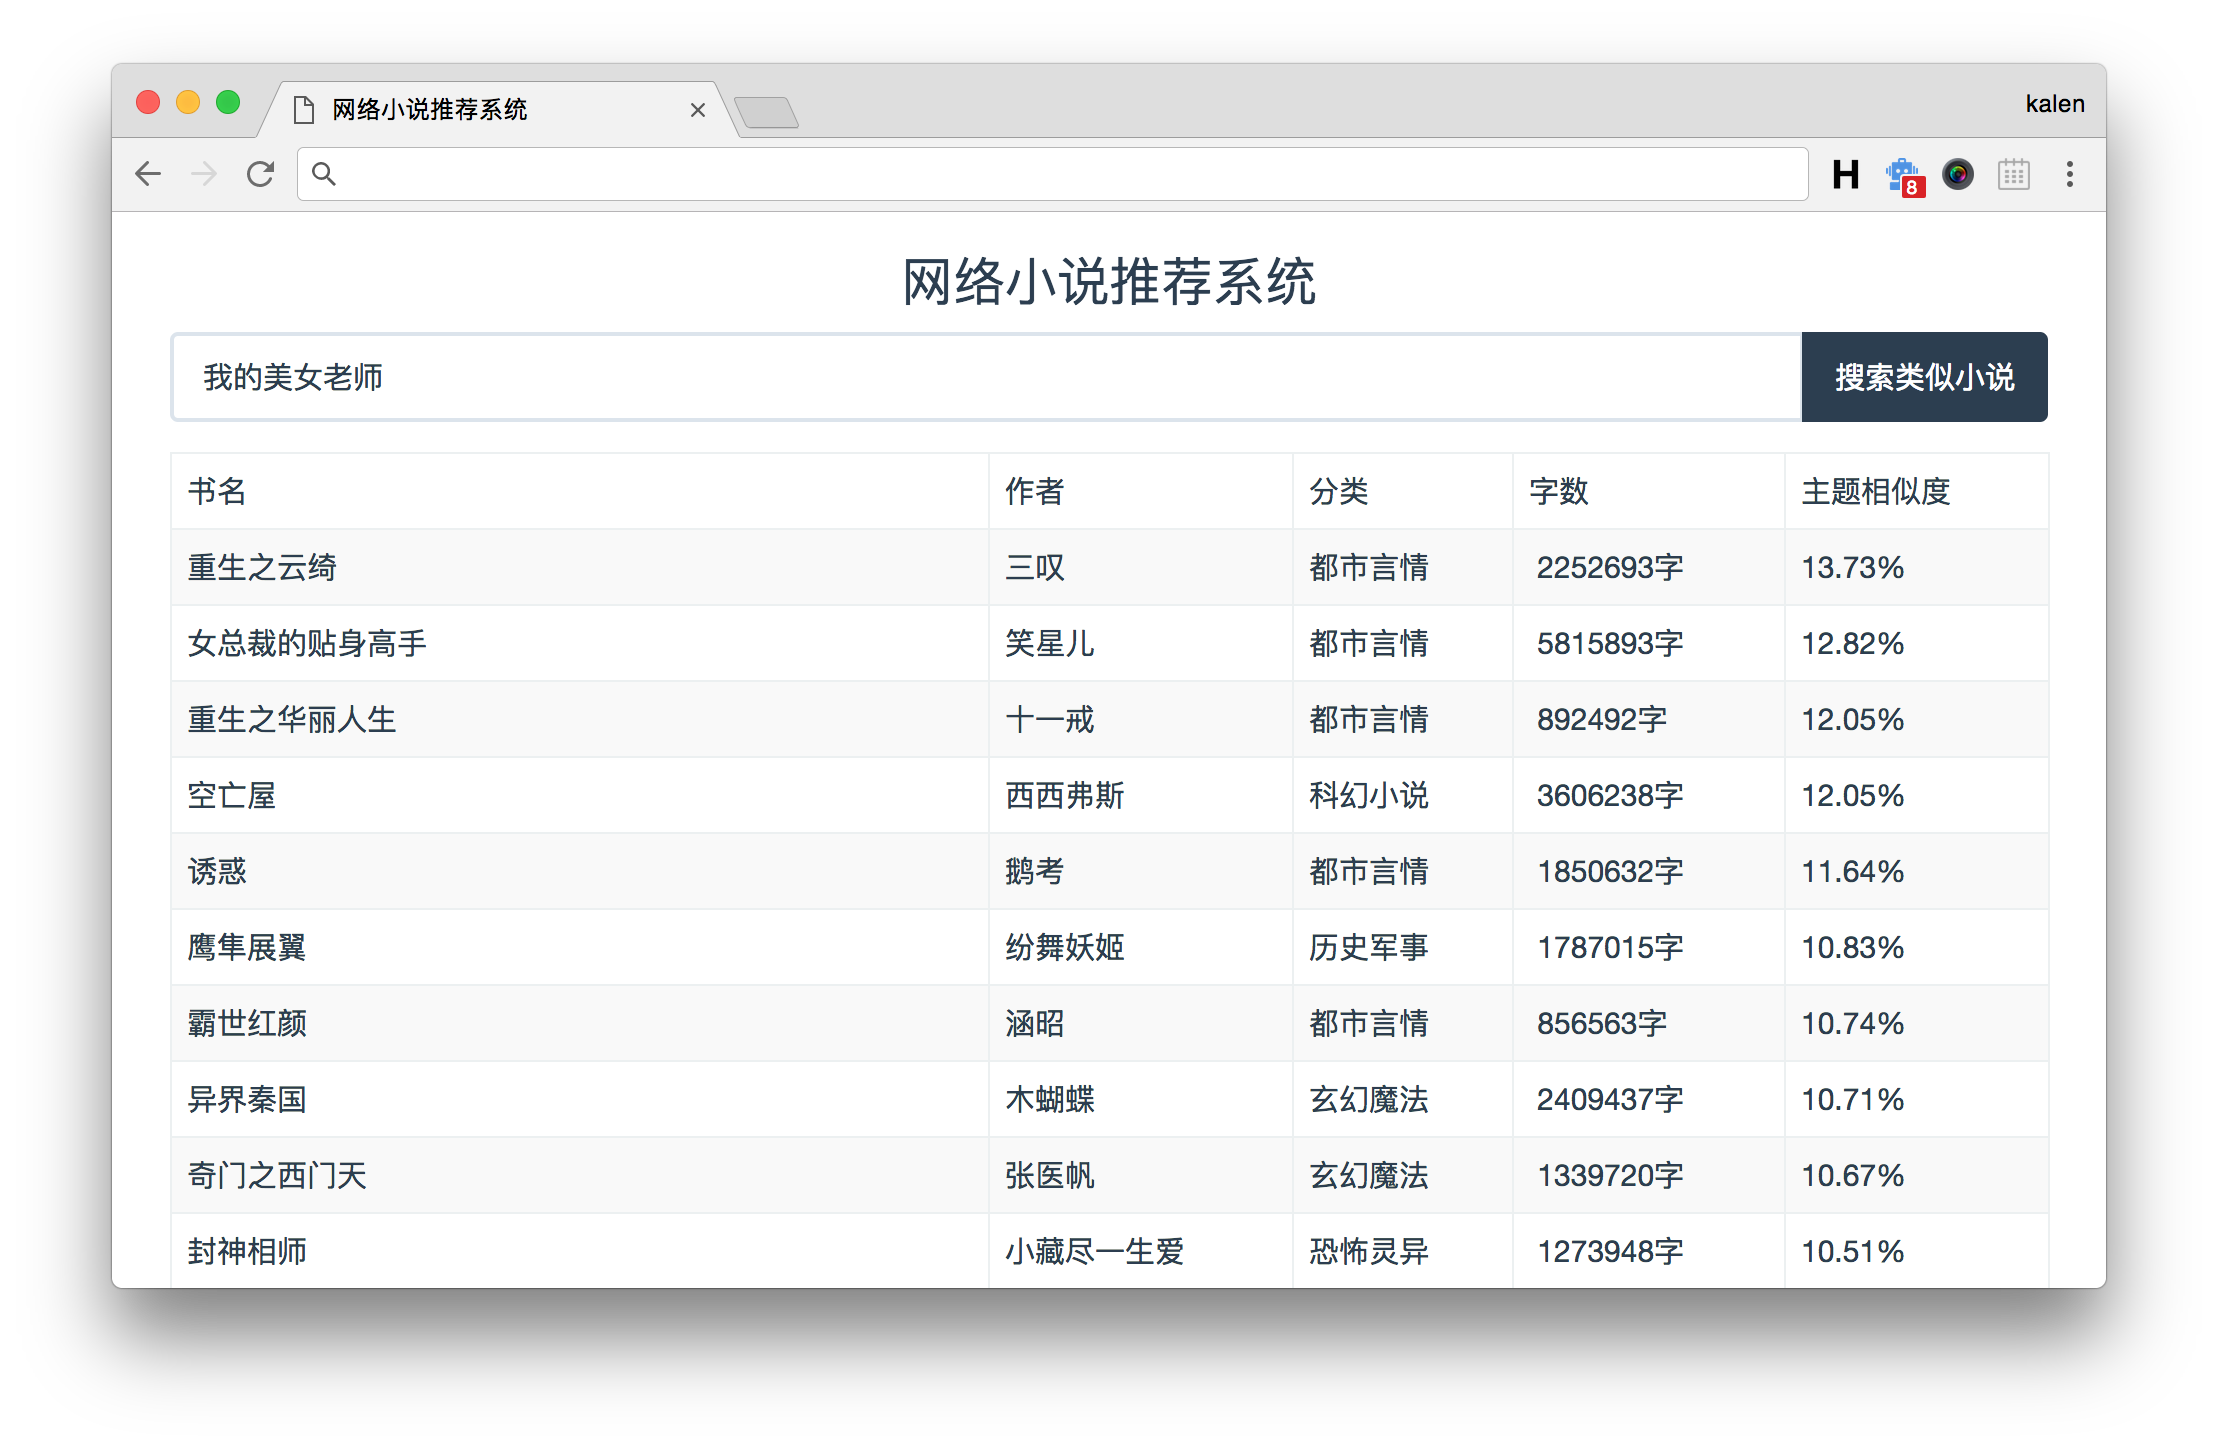 网络小说推荐系统
kalen
H
8
网络小说推荐系统
我的美女老师 搜索类似小说
书名 作者 分类 字数 主题相似度
重生之云绮 三叹 都市言情 2252693字 13.73%
女总裁的贴身高手 笑星儿 都市言情 5815893字 12.82%
重生之华丽人生 十一戒 都市言情 892492字 12.05%
空亡屋 西西弗斯 科幻小说 3606238字 12.05%
诱惑 鹅考 都市言情 1850632字 11.64%
鹰隼展翼 纷舞妖姬 历史军事 1787015字 10.83%
霸世红颜 涵昭 都市言情 856563字 10.74%
异界秦国 木蝴蝶 玄幻魔法 2409437字 10.71%
奇门之西门天 张医帆 玄幻魔法 1339720字 10.67%
封神相师 小藏尽一生爱 恐怖灵异 1273948字 10.51%